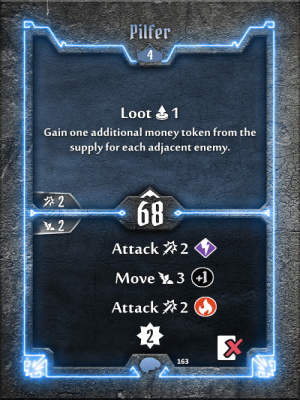 Pilfer
4
Loot 1
Gain one additional money token from the
supply for each adjacent enemy.
2
68
2
Attack 2
Move 3 +1
Attack 2
2
163